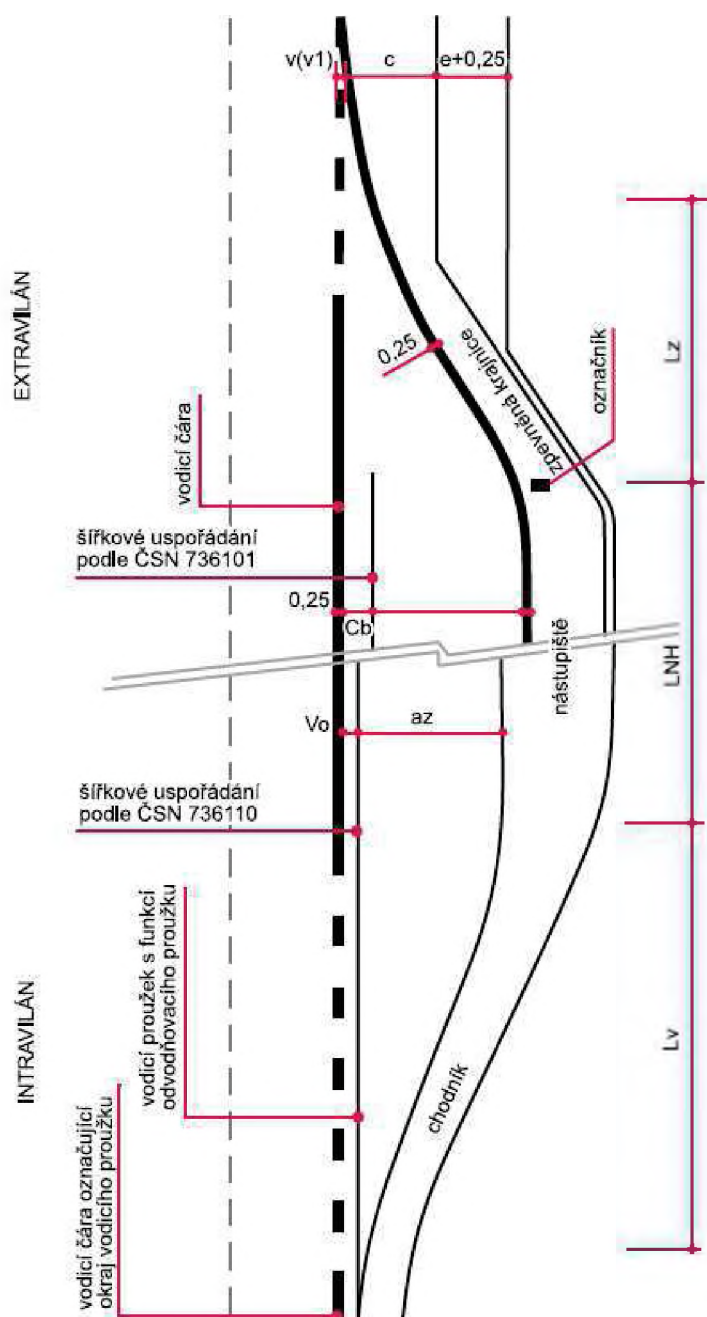 v(v1)
c
e+0,25
EXTRAVILÁN
0,25
zpevněná krajnice
označník
Lz
vodicí čára
šířkové uspořádání
podle ČSN 736101
0,25
Cb
nástupiště
LNH
Vo
az
šířkové uspořádání
podle ČSN 736110
INTRAVILÁN
vodicí proužek s funkcí
odvodňovacího proužku
chodník
Lv
vodicí čára označující
okraj vodicího proužku